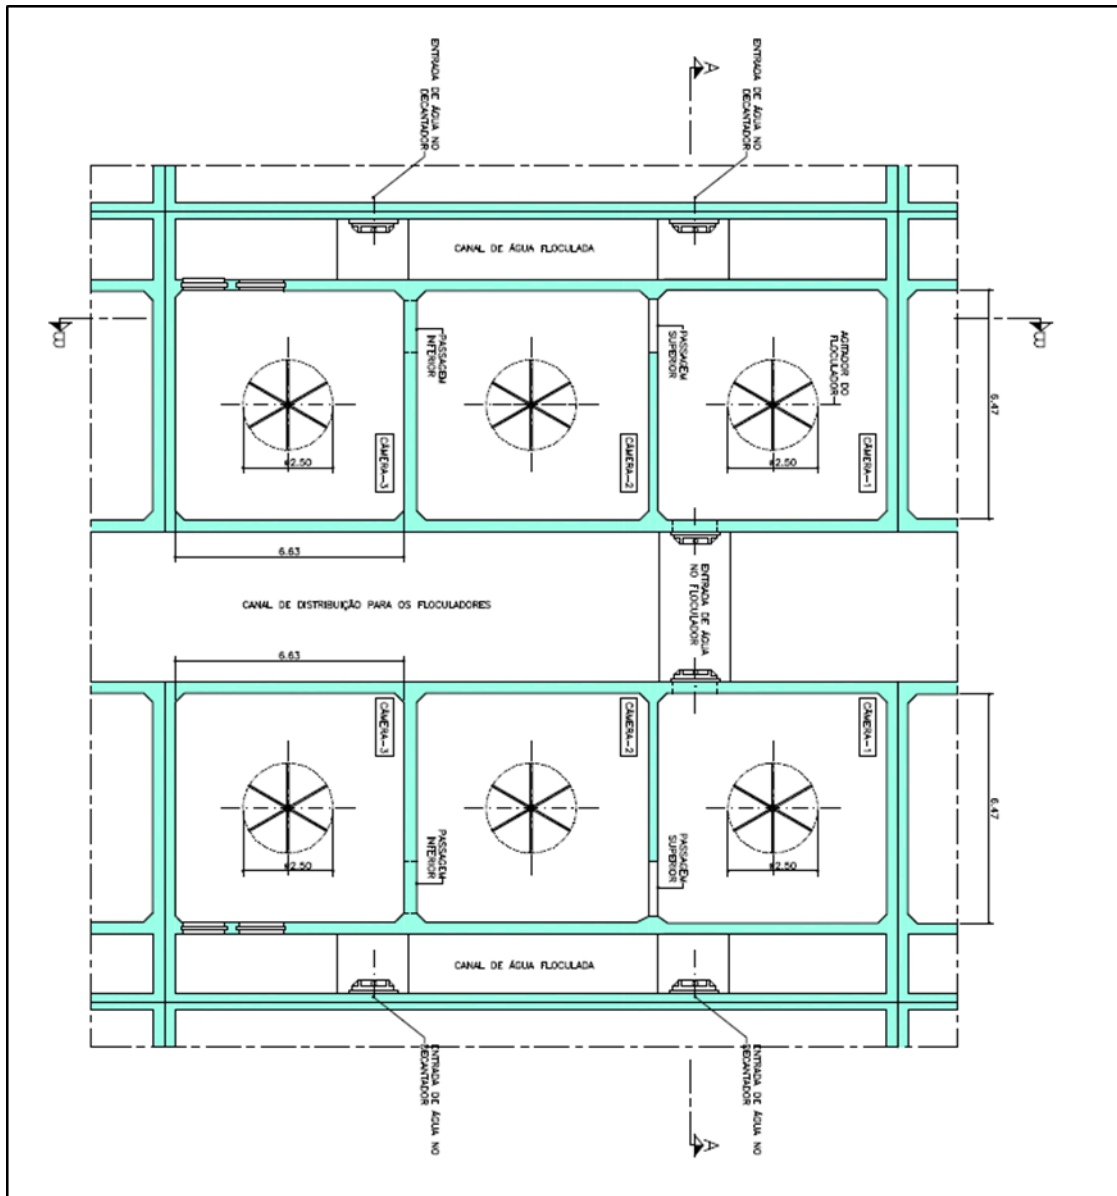 ENTRADA DE ÁGUA NO
DECANTADOR
A
ENTRADA DE ÁGUA NO
DECANTADOR
CANAL DE ÁGUA FLOCULADA
B
B
PASSAGEM
INFERIOR
PASSAGEM
SUPERIOR
AGITADOR DO
FLOCULADOR
6.47
CÂMERA-3
CÂMERA-2
CÂMERA-1
ø2.50
ø2.50
6.63
ENTRADA DE ÁGUA
NO FLOCULADOR
CANAL DE DISTRIBUIÇÃO PARA OS FLOCULADORES
6.63
CÂMERA-3
CÂMERA-2
CÂMERA-1
6.47
PASSAGEM
INFERIOR
PASSAGEM
SUPERIOR
ø2.50
ø2.50
CANAL DE ÁGUA FLOCULADA
ENTRADA DE ÁGUA NO
DECANTADOR
ENTRADA DE ÁGUA NO
DECANTADOR
A